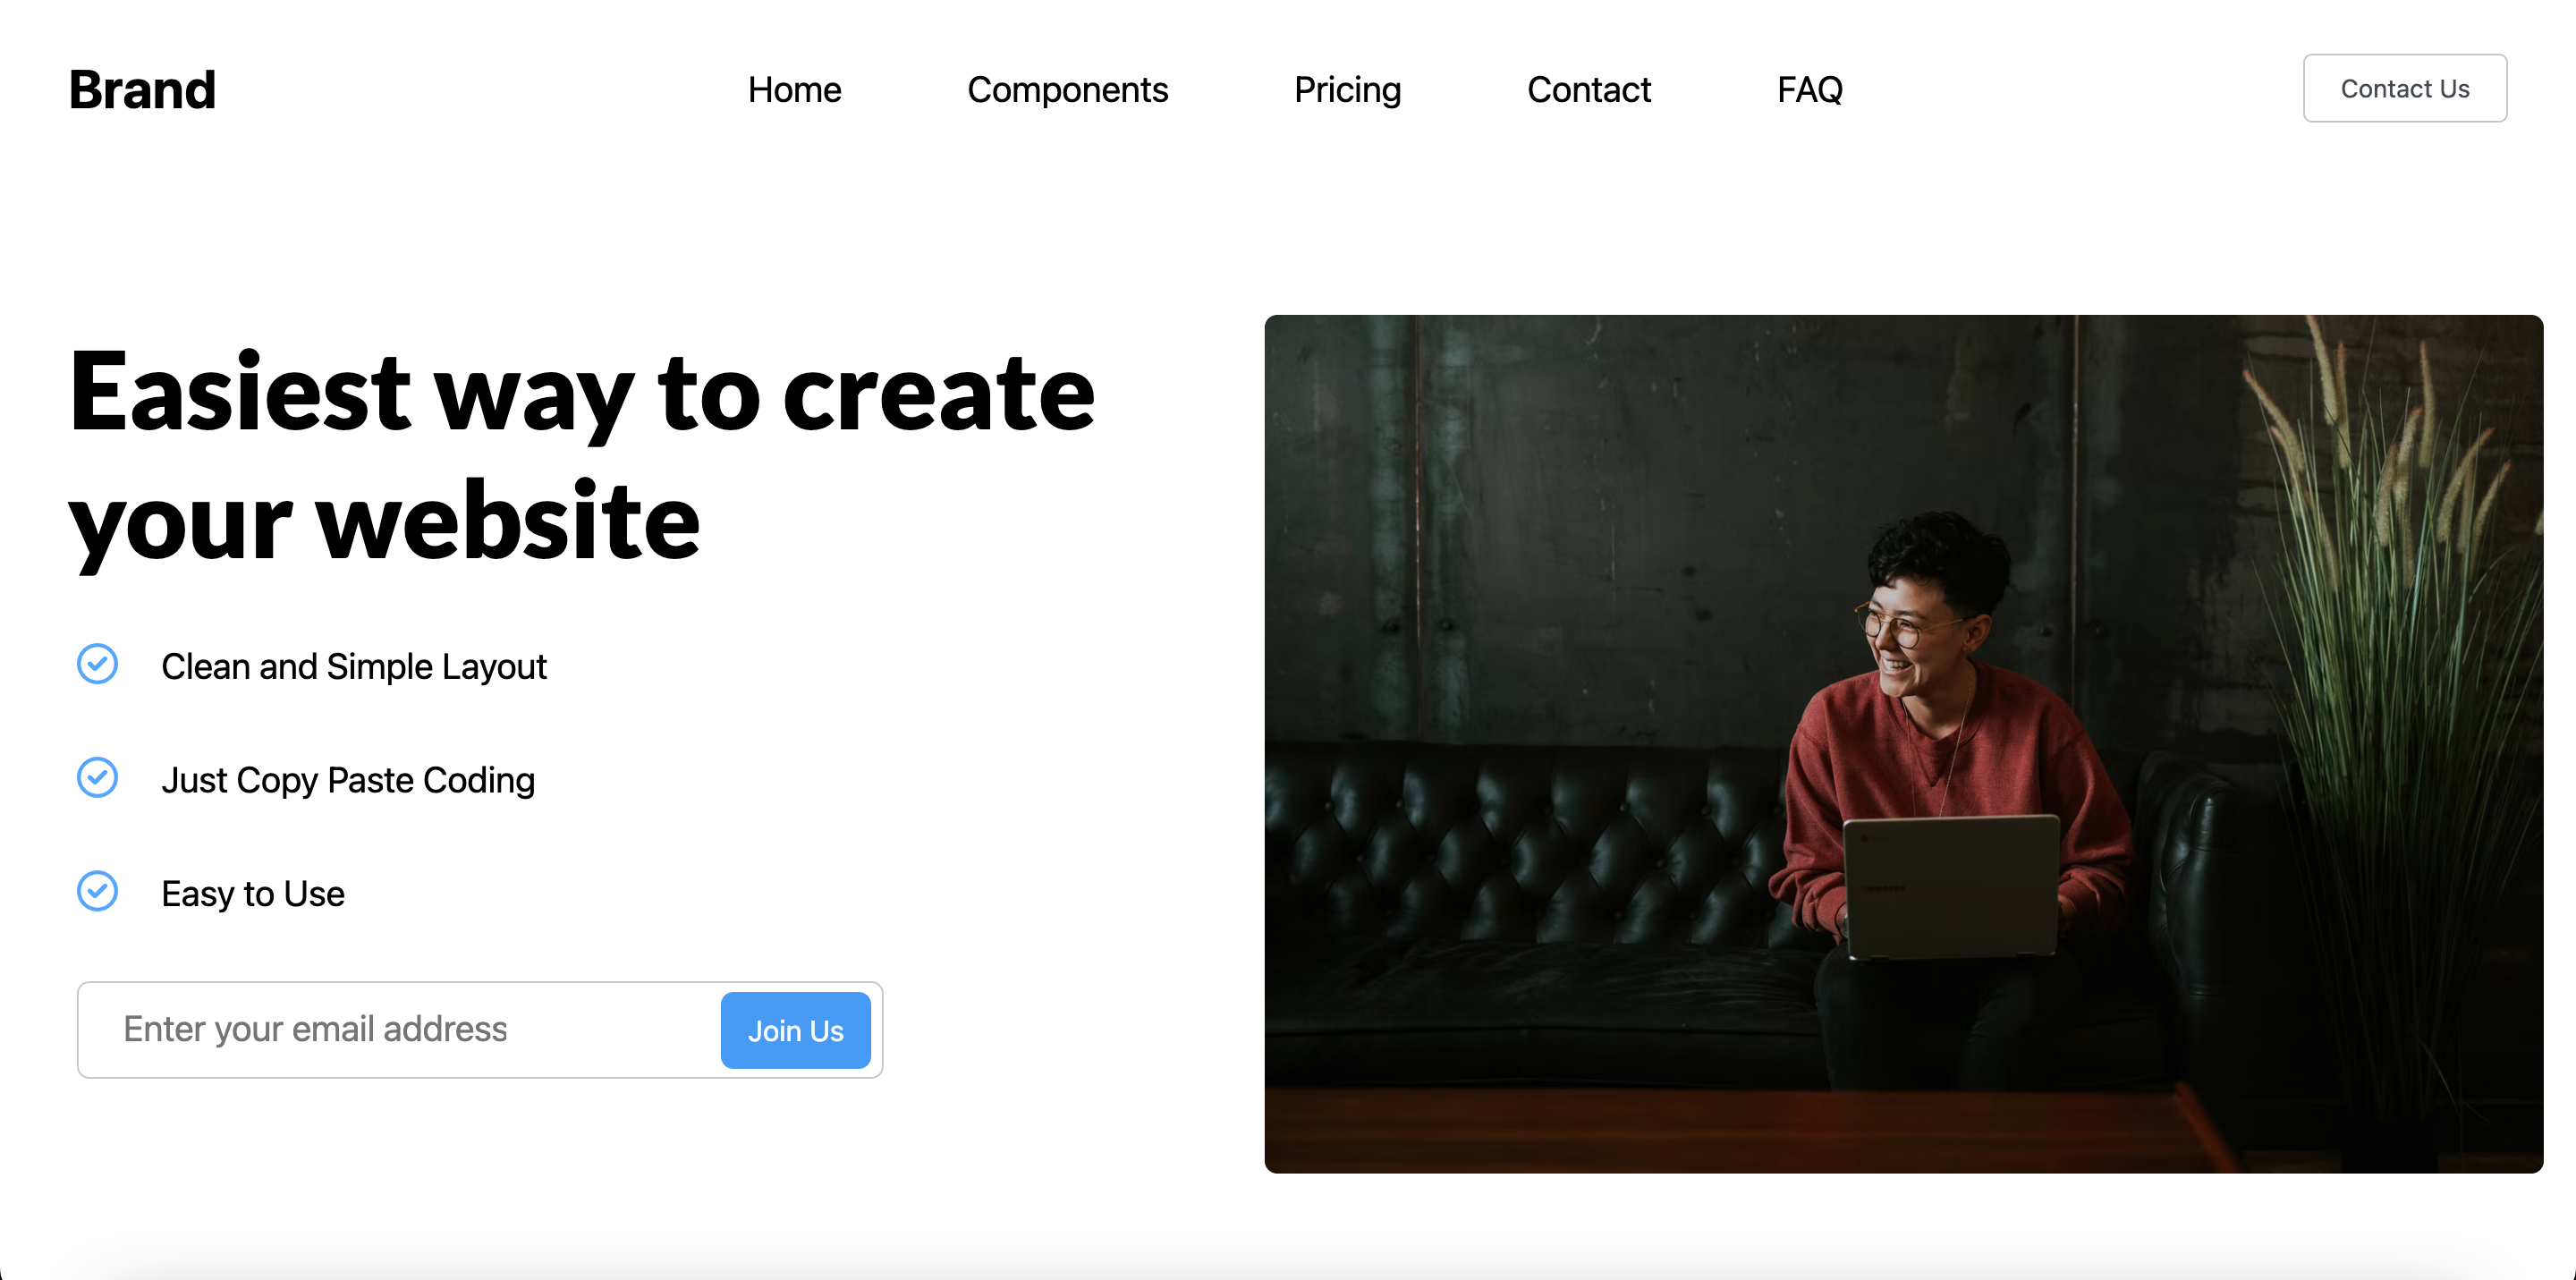 Brand
Home Components Pricing Contact FAQ
Contact Us
Easiest way to create
your website
Clean and Simple Layout
Just Copy Paste Coding
Easy to Use
Enter your email address
Join Us